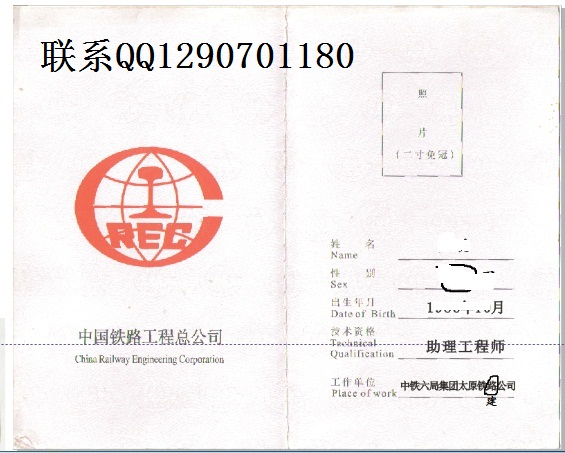 联系QQ1290701180
照
片
(二寸免冠)
CREC
中国铁路工程总公司
China Railway Engineering Corporation
姓 名
Name
性 别
Sex
出生年月
Date of Birth
技术资格 助理工程师
Technical
Qualification
工作单位 中铁六局集团太原铁路公司
Place of work 建